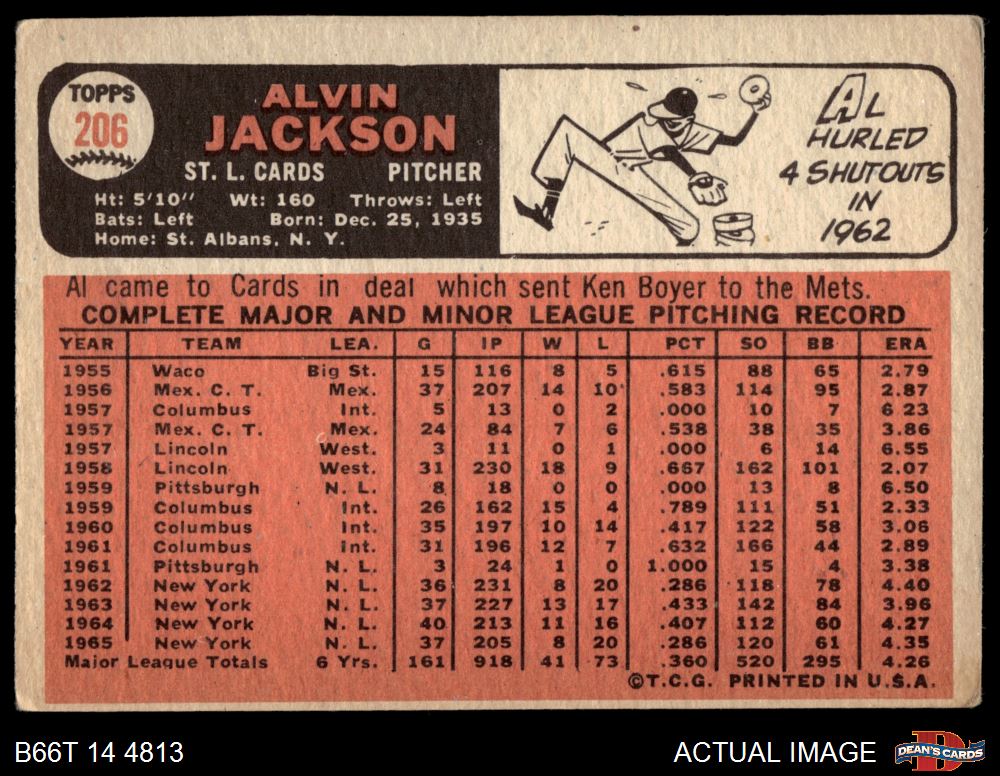 TOPPS
206
ALVIN
JACKSON
ST. L. CARDS PITCHER
Ht: 5'10" Wt: 160 Throws: Left
Bats: Left Born: Dec. 25, 1935
Home: St. Albans, N. Y.
AL
HURLED
4 SHUTOUTS
IN
1962
Al came to Cards in deal which sent Ken Boyer to the Mets.
COMPLETE MAJOR AND MINOR LEAGUE PITCHING RECORD
YEAR TEAM LEA. G IP W L PCT SO BB ERA
1955 Waco Big St. 15 116 8 5 .615 88 65 2.79
1956 Mex. C. T. Mex. 37 207 14 10 .583 114 95 2.87
1957 Columbus Int. 5 13 0 2 .000 10 7 6.23
1957 Mex. C. T. Mex. 24 84 7 6 .538 38 35 3.86
1957 Lincoln West. 3 11 0 1 .000 6 14 6.55
1958 Lincoln West. 31 230 18 9 .667 162 101 2.07
1959 Pittsburgh N. L. 8 18 0 0 .000 13 8 6.50
1959 Columbus Int. 26 162 15 4 .789 111 51 2.33
1960 Columbus Int. 35 197 10 14 .417 122 58 3.06
1961 Columbus Int. 31 196 12 7 .632 166 44 2.89
1961 Pittsburgh N. L. 3 24 1 0 1.000 15 4 3.38
1962 New York N. L. 36 231 8 20 .286 118 78 4.40
1963 New York N. L. 37 227 13 17 .433 142 84 3.96
1964 New York N. L. 40 213 11 16 .407 112 60 4.27
1965 New York N. L. 37 205 8 20 .286 120 61 4.35
Major League Totals 6 Yrs. 161 918 41 73 .360 520 295 4.26
©T.C.G. PRINTED IN U.S.A.
B66T 14 4813 ACTUAL IMAGE DEAN'S CARDS